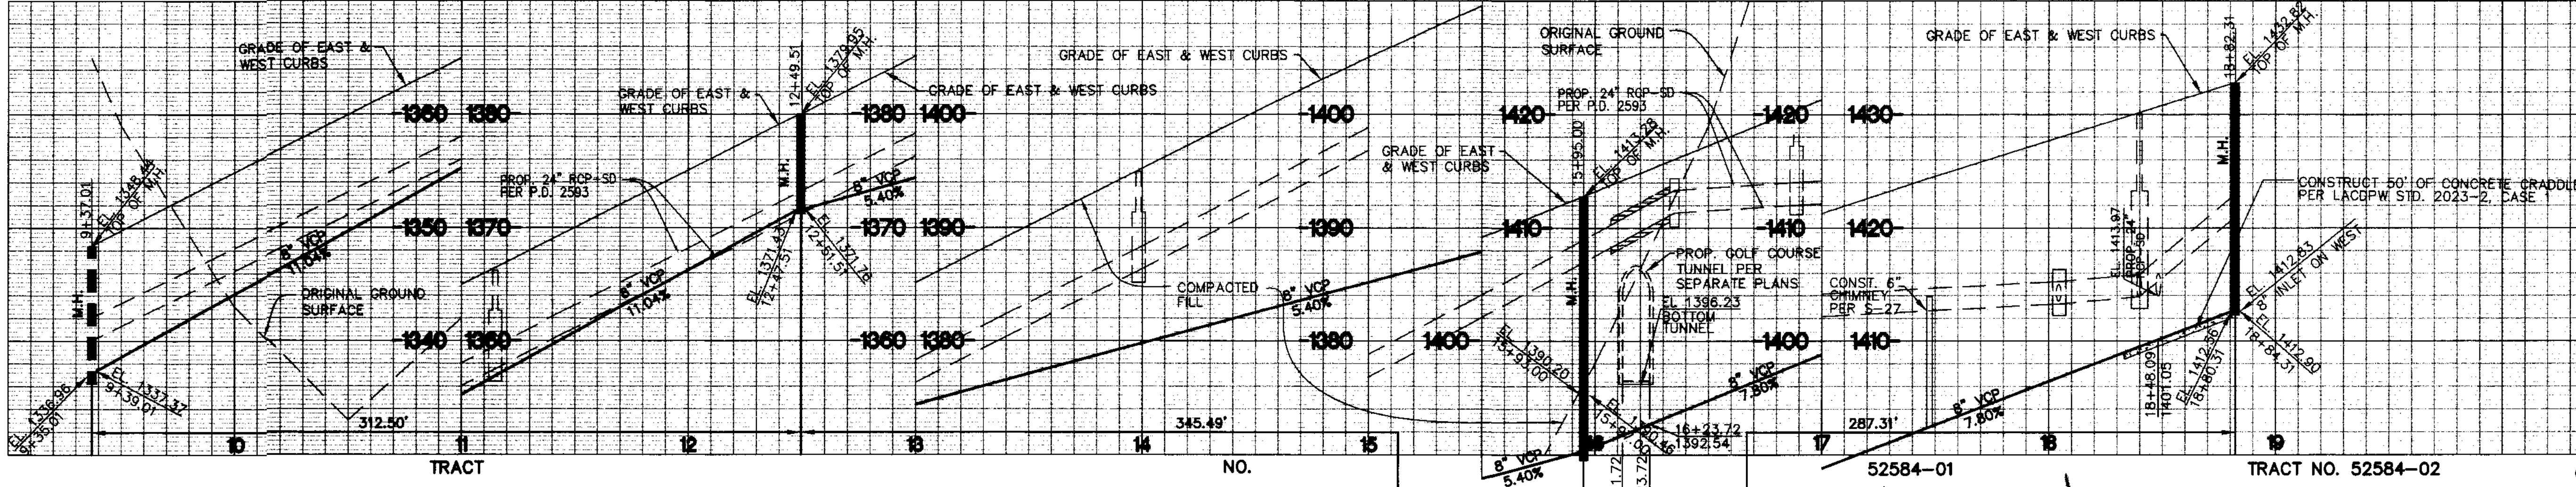 GRADE OF EAST &
WEST CURBS
9+37.01
EL 1348.44
TOP OF M.H.
M.H.
EL 1336.96
9+35.01
EL 1337.37
9+39.01
8" VCP
11.04%
ORIGINAL GROUND
SURFACE
1360 1380
1350 1370
1340 1360
PROP. 24" RCP-SD
PER P.D. 2593
GRADE OF EAST &
WEST CURBS
12+49.51
EL 1379.95
TOP OF M.H.
M.H.
8" VCP
11.04%
EL 1371.43
12+47.51
EL 1371.76
12+51.51
8" VCP
5.40%
GRADE OF EAST & WEST CURBS
1380 1400
1370 1390
1360 1380
GRADE OF EAST & WEST CURBS
COMPACTED
FILL
8" VCP
5.40%
1400
1390
1380
1420
1410
1400
GRADE OF EAST
& WEST CURBS
ORIGINAL GROUND
SURFACE
PROP. 24" RCP-SD
PER P.D. 2593
15+95.00
EL 1413.28
TOP OF M.H.
M.H.
PROP. GOLF COURSE
TUNNEL PER
SEPARATE PLANS
EL 1396.23
BOTTOM
TUNNEL
EL 1390.20
15+93.00
EL 1390.46
15+97.00
16+23.72
1392.54
8" VCP
5.40%
8" VCP
7.80%
1.72
3.72
1420 1430
1410 1420
1400 1410
CONST. 6"
CHIMNEY
PER S-27
GRADE OF EAST & WEST CURBS
18+82.31
EL 1432.82
TOP OF M.H.
M.H.
EL 1413.97
PROP. 24"
RCP-SD
CONSTRUCT 50' OF CONCRETE CRADDLE
PER LACDPW STD. 2023-2, CASE 1
EL 1412.83
8" INLET ON WEST
EL 1412.90
18+84.31
EL 1412.56
18+80.31
18+48.09
1401.05
8" VCP
7.80%
312.50'
345.49'
287.31'
10 11 12 13 14 15 16 17 18 19
TRACT NO. 52584-01 TRACT NO. 52584-02